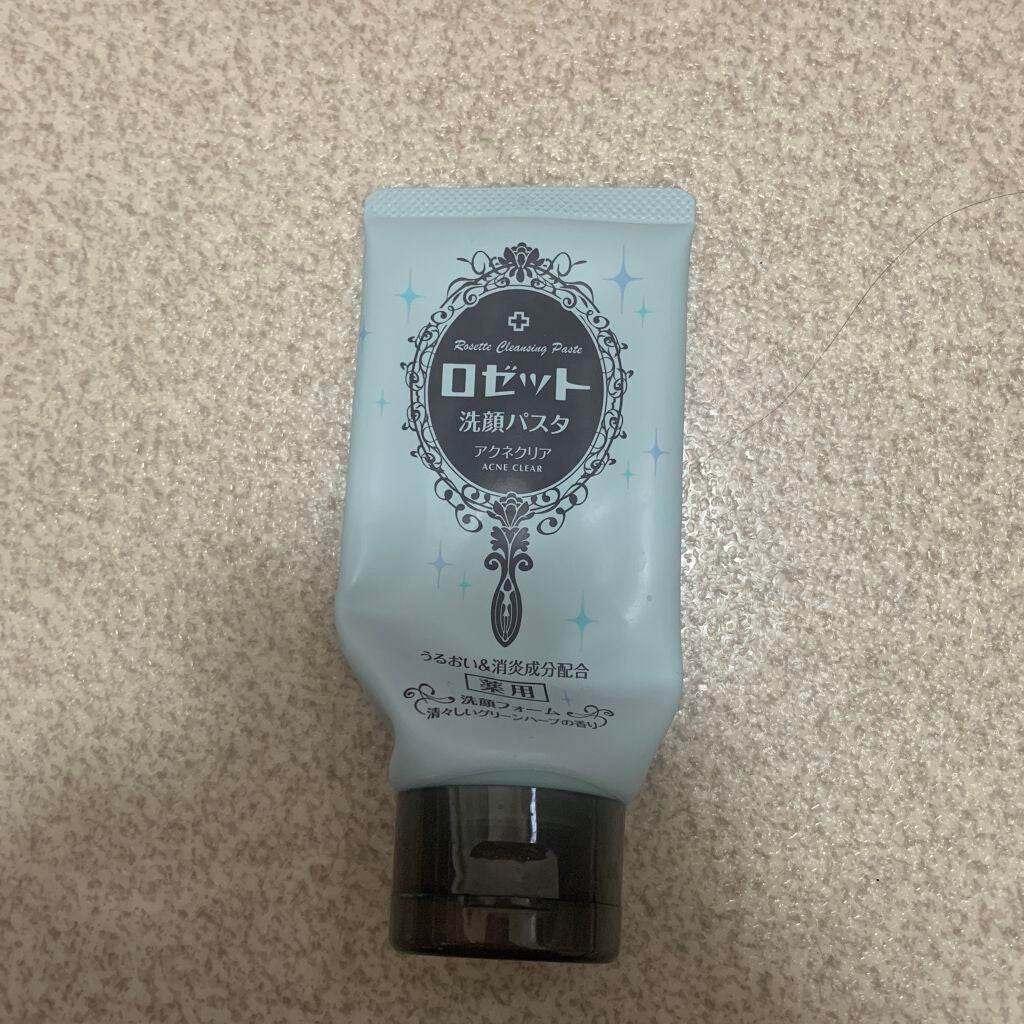 Rosette Cleansing Paste
ロゼット
洗顔パスタ
アクネクリア
ACNE CLEAR
うるおい&消炎成分配合
薬用
洗顔フォーム
清々しいグリーンハーブの香り